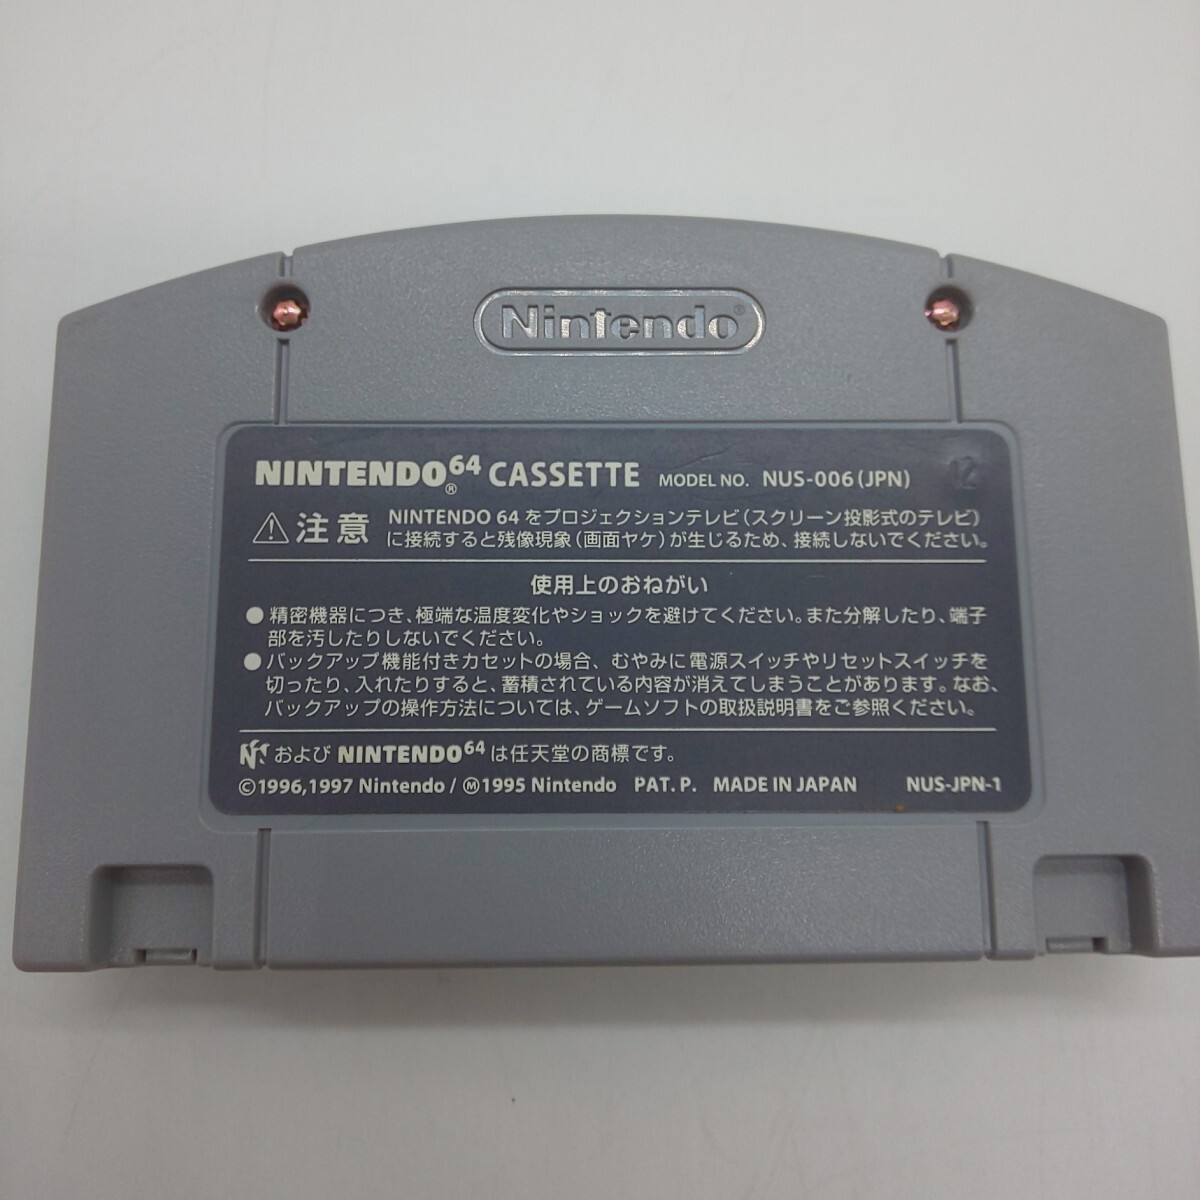 Nintendo®
NINTENDO64® CASSETTE MODEL NO. NUS-006(JPN) 12
⚠注意 NINTENDO 64をプロジェクションテレビ(スクリーン投影式のテレビ)
に接続すると残像現象(画面ヤケ)が生じるため、接続しないでください。
使用上のおねがい
●精密機器につき、極端な温度変化やショックを避けてください。また分解したり、端子
部を汚したりしないでください。
●バックアップ機能付きカセットの場合、むやみに電源スイッチやリセットスイッチを
切ったり、入れたりすると、蓄積されている内容が消えてしまうことがあります。なお、
バックアップの操作方法については、ゲームソフトの取扱説明書をご参照ください。
および NINTENDO64 は任天堂の商標です。
©1996,1997 Nintendo/Ⓜ1995 Nintendo PAT.P. MADE IN JAPAN NUS-JPN-1